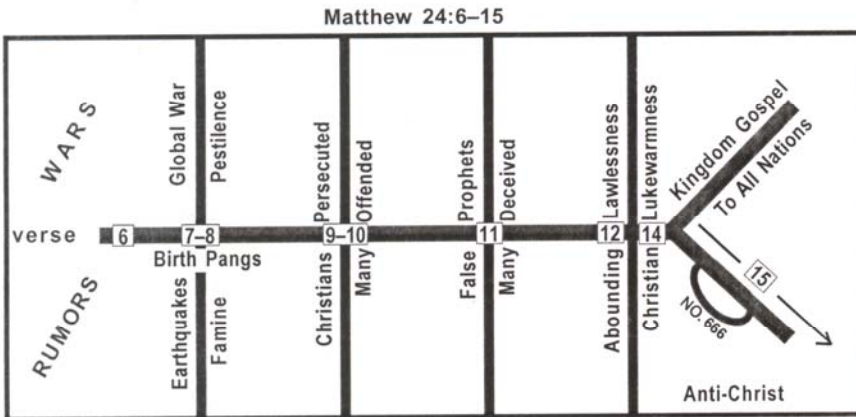 Matthew 24:6–15
WARS
RUMORS
verse
6
7–8
Birth Pangs
Global War
Pestilence
Earthquakes
Famine
9–10
Persecuted
Offended
Christians
Many
11
Prophets
Deceived
False
Many
12
Lawlessness
Abounding
14
Lukewarmness
Christian
Kingdom Gospel
To All Nations
15
NO. 666
Anti-Christ